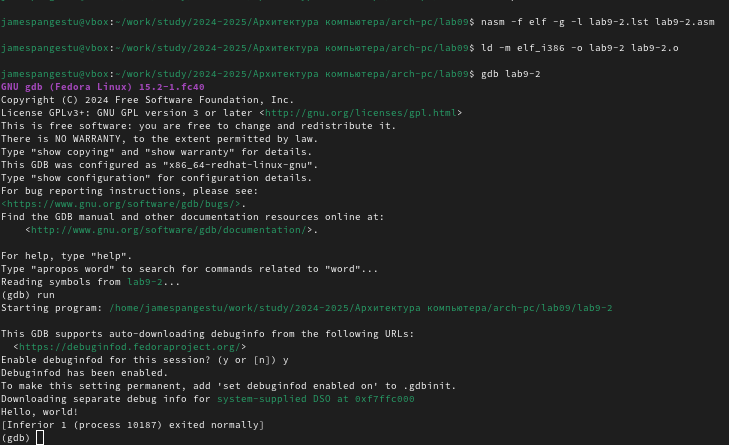 jamespangestu@vbox:~/work/study/2024-2025/Архитектура компьютера/arch-pc/lab09$ nasm -f elf -g -l lab9-2.lst lab9-2.asm
jamespangestu@vbox:~/work/study/2024-2025/Архитектура компьютера/arch-pc/lab09$ ld -m elf_i386 -o lab9-2 lab9-2.o
jamespangestu@vbox:~/work/study/2024-2025/Архитектура компьютера/arch-pc/lab09$ gdb lab9-2
GNU gdb (Fedora Linux) 15.2-1.fc40
Copyright (C) 2024 Free Software Foundation, Inc.
License GPLv3+: GNU GPL version 3 or later <http://gnu.org/licenses/gpl.html>
This is free software: you are free to change and redistribute it.
There is NO WARRANTY, to the extent permitted by law.
Type "show copying" and "show warranty" for details.
This GDB was configured as "x86_64-redhat-linux-gnu".
Type "show configuration" for configuration details.
For bug reporting instructions, please see:
<https://www.gnu.org/software/gdb/bugs/>.
Find the GDB manual and other documentation resources online at:
    <http://www.gnu.org/software/gdb/documentation/>.
For help, type "help".
Type "apropos word" to search for commands related to "word"...
Reading symbols from lab9-2...
(gdb) run
Starting program: /home/jamespangestu/work/study/2024-2025/Архитектура компьютера/arch-pc/lab09/lab9-2
This GDB supports auto-downloading debuginfo from the following URLs:
  <https://debuginfod.fedoraproject.org/>
Enable debuginfod for this session? (y or [n]) y
Debuginfod has been enabled.
To make this setting permanent, add 'set debuginfod enabled on' to .gdbinit.
Downloading separate debug info for system-supplied DSO at 0xf7ffc000
Hello, world!
[Inferior 1 (process 10187) exited normally]
(gdb)